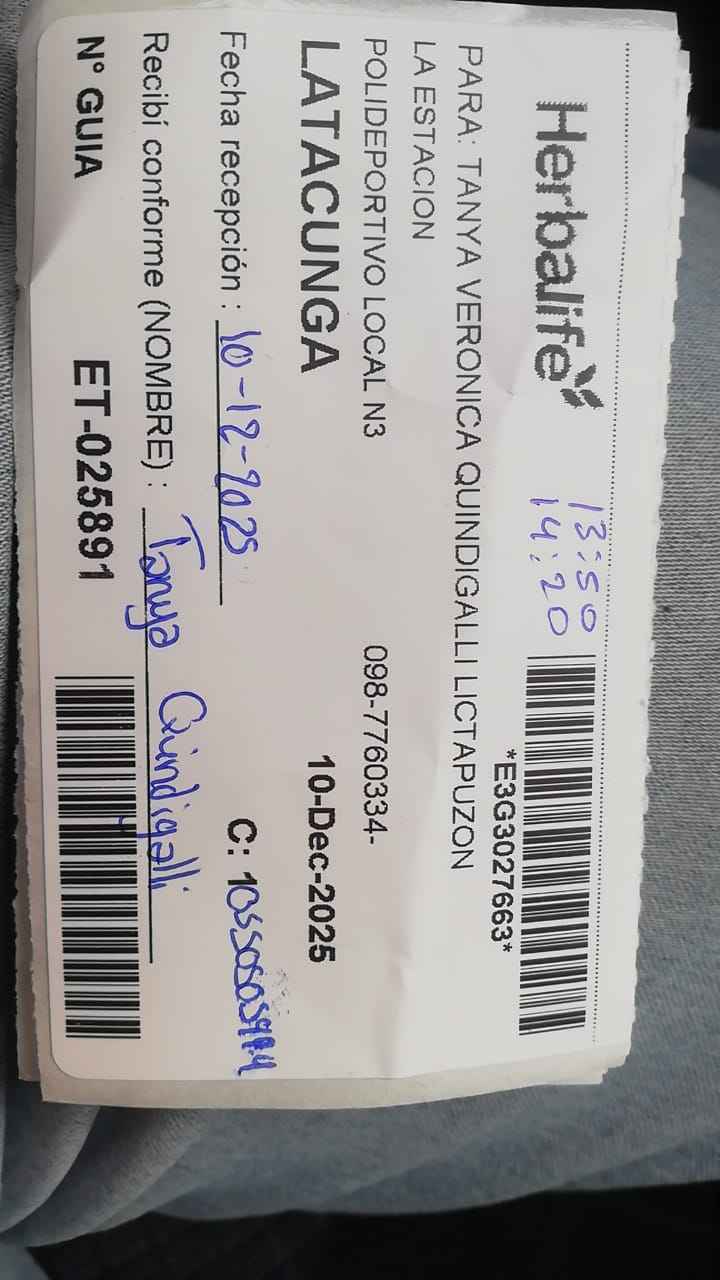 Herbalife
13:50
14:20
*E3G3027663*
PARA: TANYA VERONICA QUINDIGALLI LICTAPUZON
LA ESTACION
POLIDEPORTIVO LOCAL N3 098-7760334-
LATACUNGA 10-Dec-2025
Fecha recepción : 10-12-2025 C: 1
Recibí conforme (NOMBRE) : Tanya Quindigalli
N° GUIA ET-025891